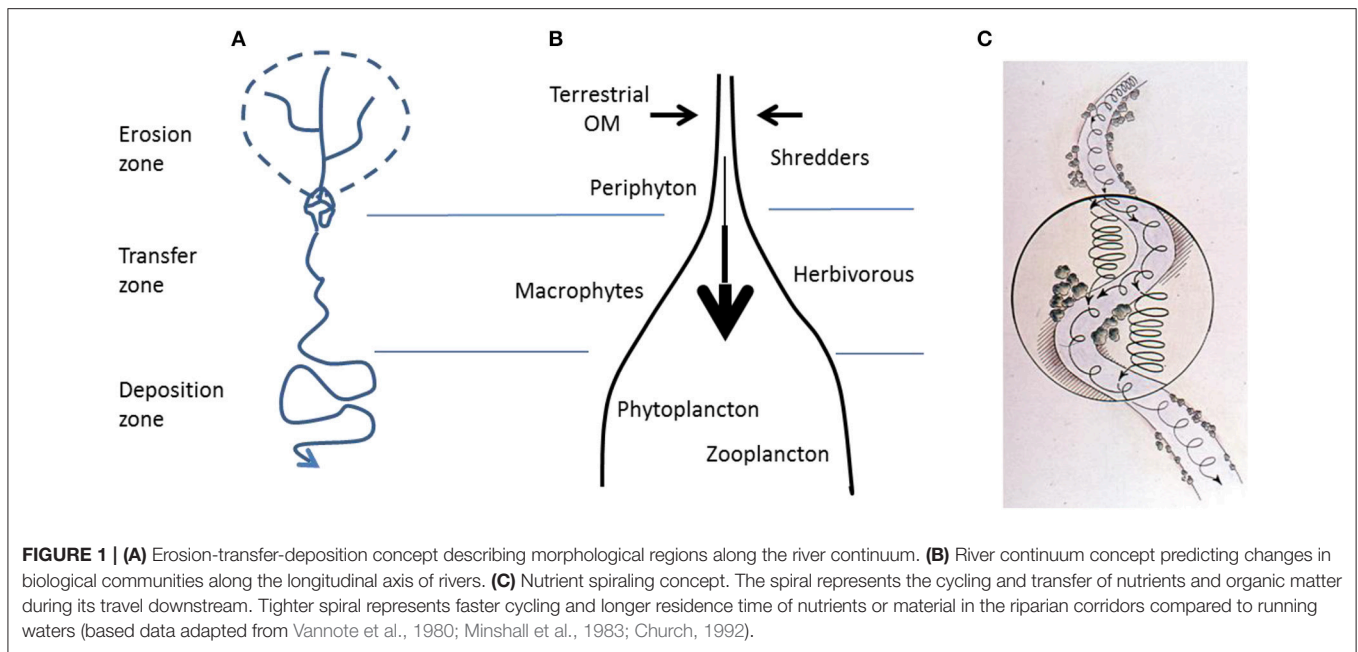 A
B
C
Erosion
zone
Transfer
zone
Deposition
zone
Terrestrial
OM
Shredders
Periphyton
Macrophytes
Herbivorous
Phytoplancton
Zooplancton
FIGURE 1 | (A) Erosion-transfer-deposition concept describing morphological regions along the river continuum. (B) River continuum concept predicting changes in
biological communities along the longitudinal axis of rivers. (C) Nutrient spiraling concept. The spiral represents the cycling and transfer of nutrients and organic matter
during its travel downstream. Tighter spiral represents faster cycling and longer residence time of nutrients or material in the riparian corridors compared to running
waters (based data adapted from Vannote et al., 1980; Minshall et al., 1983; Church, 1992).